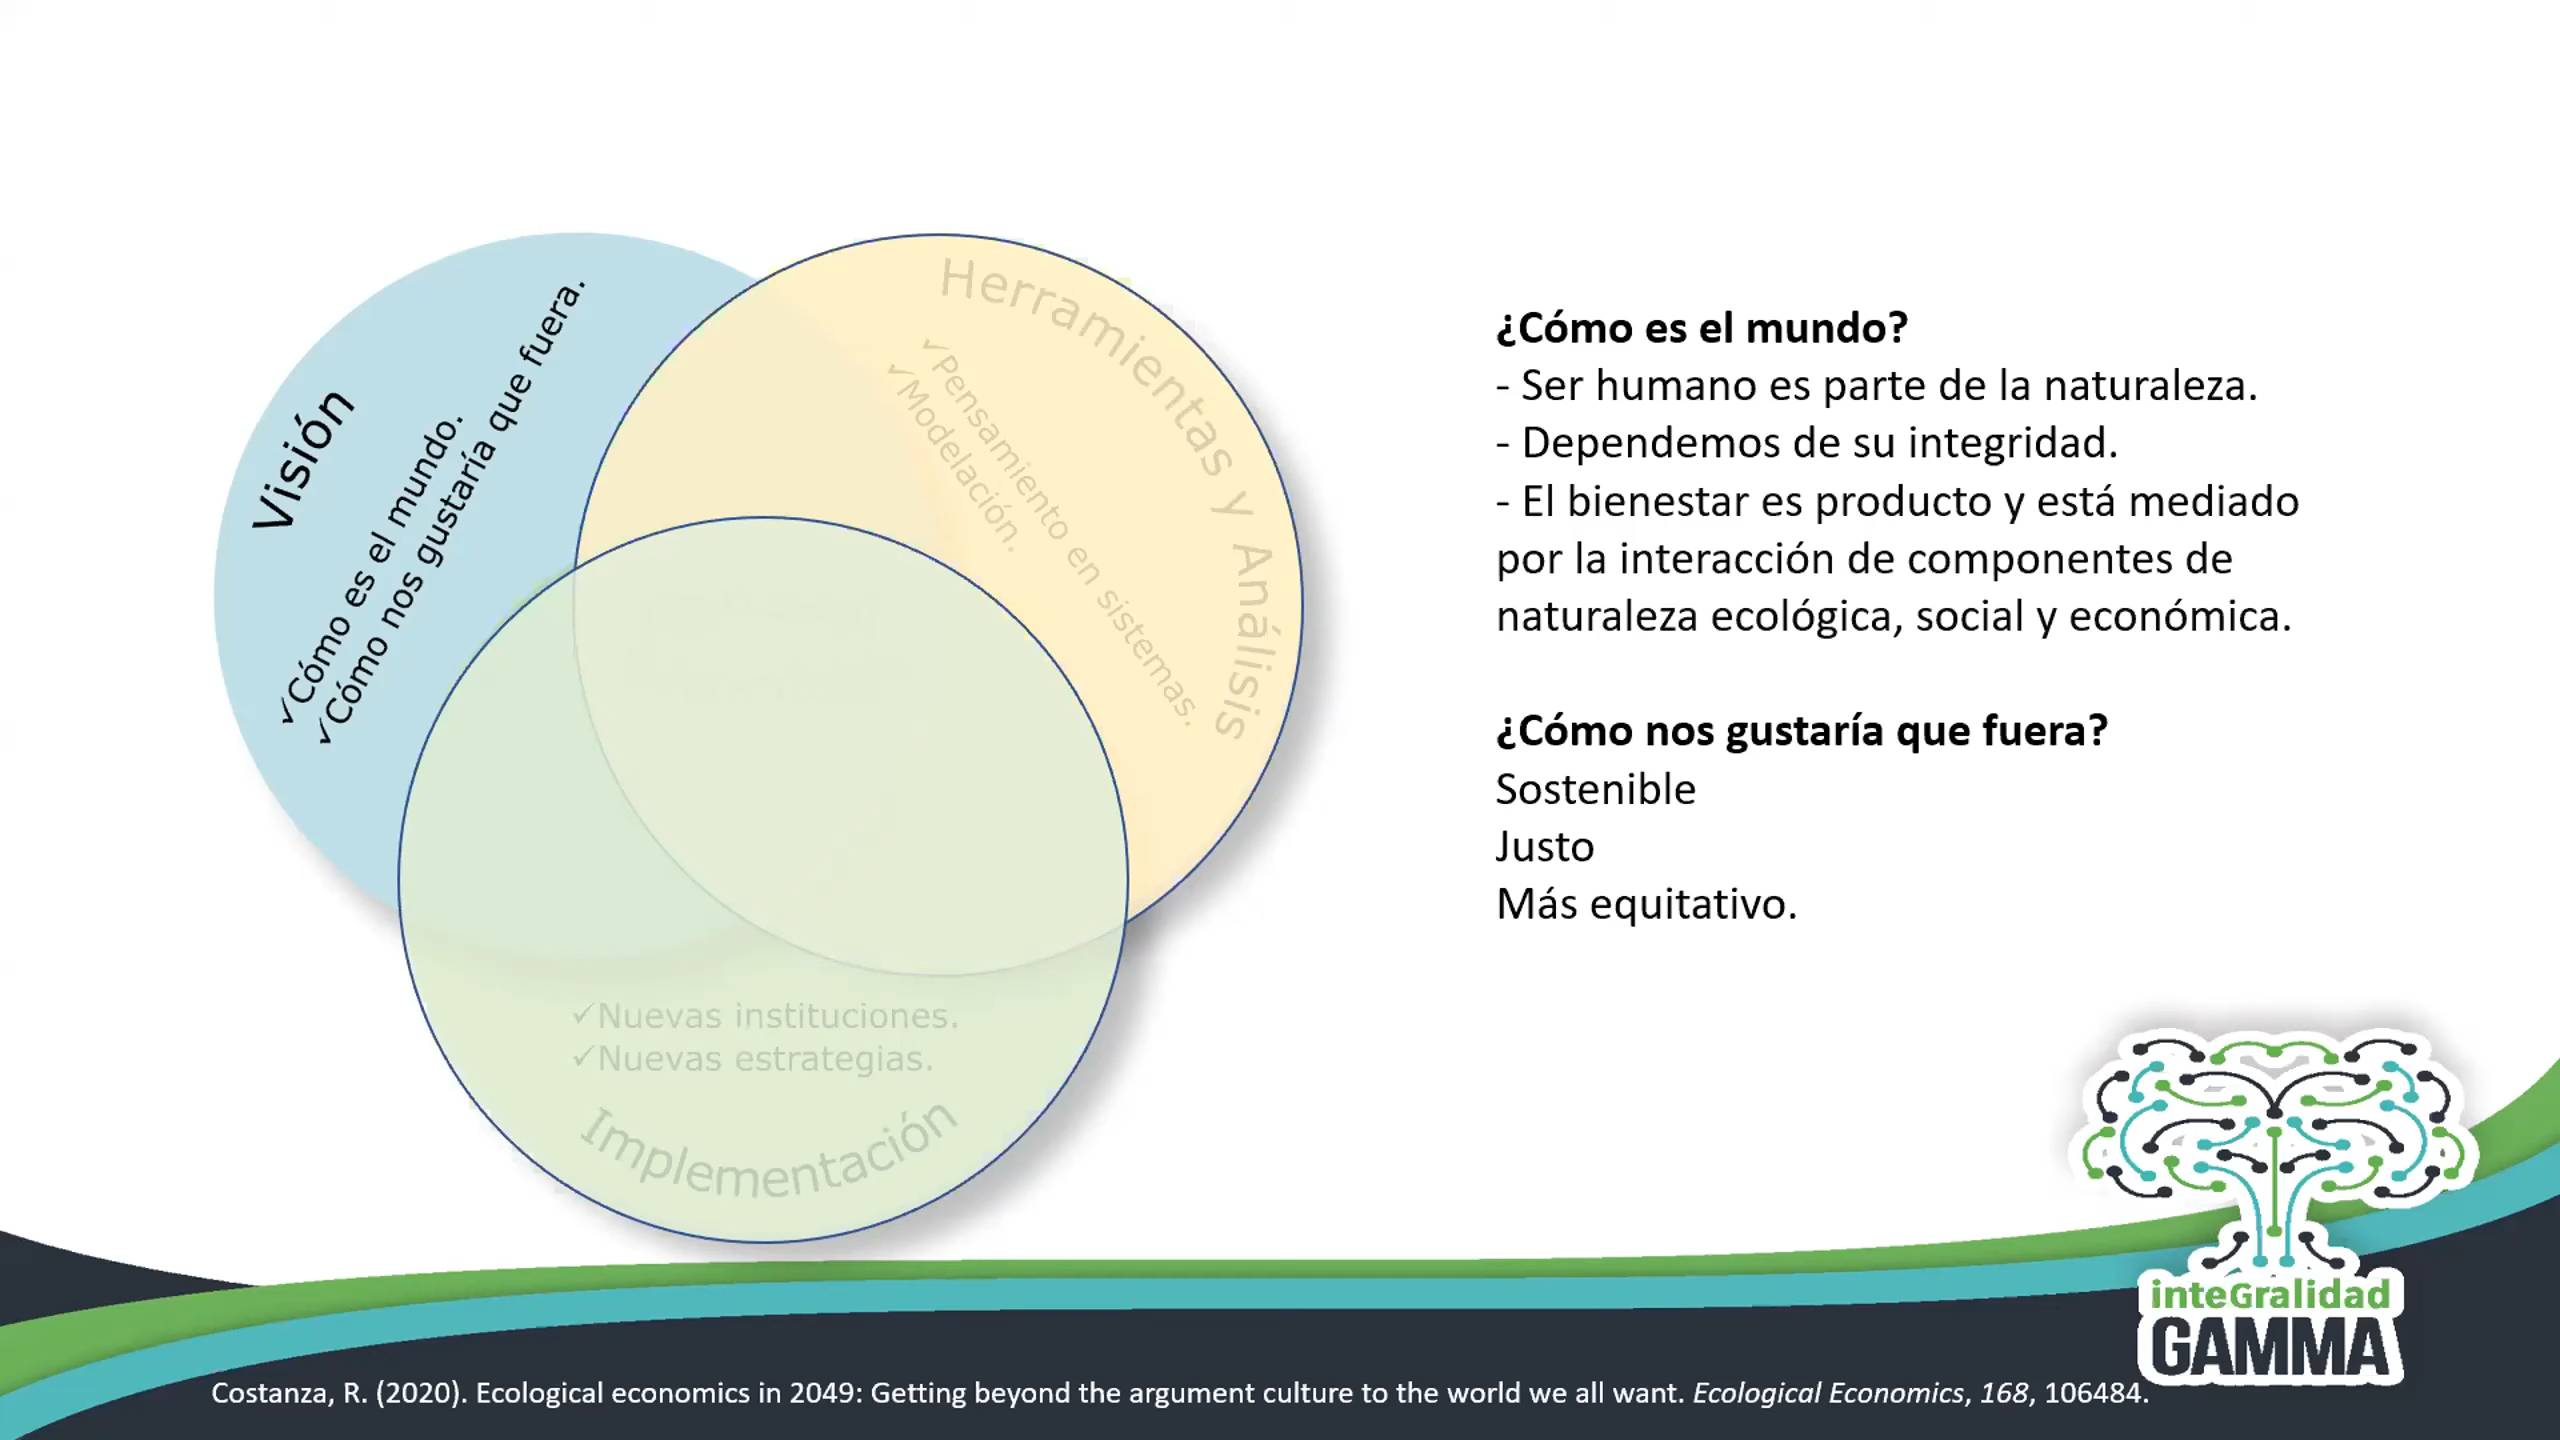 Visión
✓Cómo es el mundo.
✓Cómo nos gustaría que fuera.
Herramientas y Análisis
✓Pensamiento en sistemas.
✓Modelación.
✓Nuevas instituciones.
✓Nuevas estrategias.
Implementación
¿Cómo es el mundo?
- Ser humano es parte de la naturaleza.
- Dependemos de su integridad.
- El bienestar es producto y está mediado
por la interacción de componentes de
naturaleza ecológica, social y económica.
¿Cómo nos gustaría que fuera?
Sostenible
Justo
Más equitativo.
inteGralidad
GAMMA
Costanza, R. (2020). Ecological economics in 2049: Getting beyond the argument culture to the world we all want. Ecological Economics, 168, 106484.